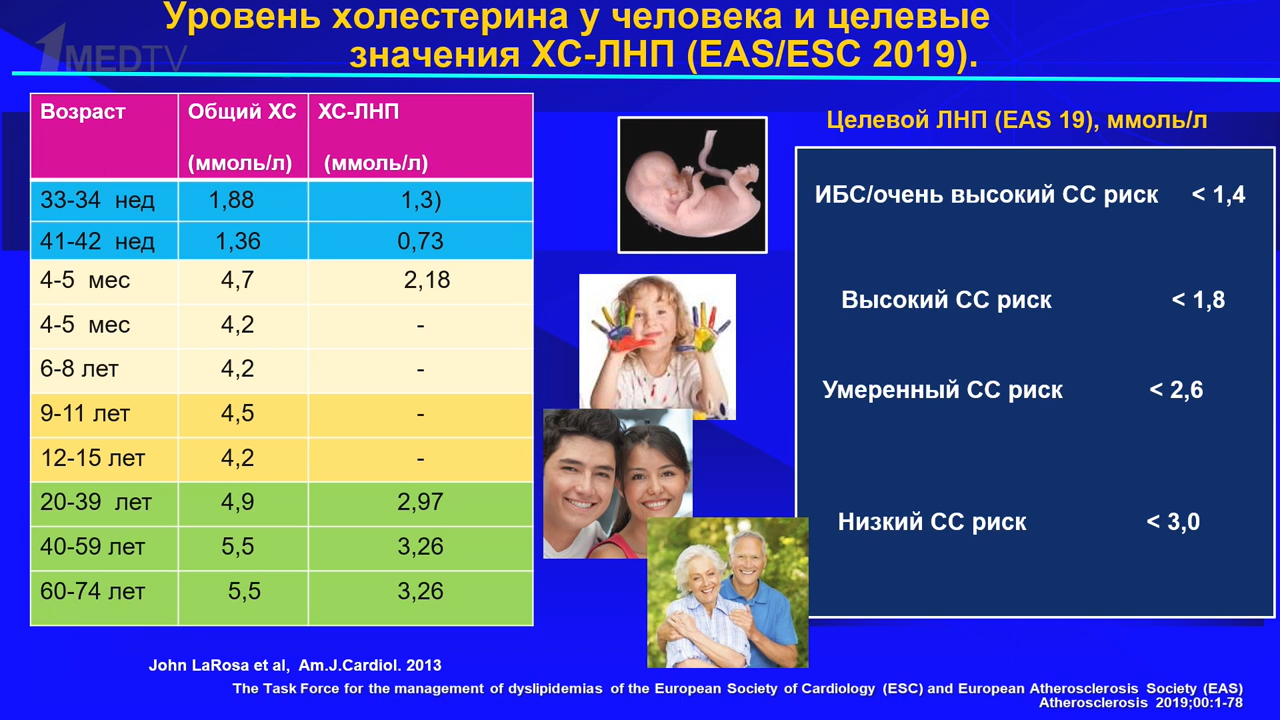 Уровень холестерина у человека и целевые
значения ХС-ЛНП (EAS/ESC 2019).
1MEDTV
Возраст Общий ХС (ммоль/л) ХС-ЛНП (ммоль/л)
33-34 нед 1,88 1,3)
41-42 нед 1,36 0,73
4-5 мес 4,7 2,18
4-5 мес 4,2 -
6-8 лет 4,2 -
9-11 лет 4,5 -
12-15 лет 4,2 -
20-39 лет 4,9 2,97
40-59 лет 5,5 3,26
60-74 лет 5,5 3,26
Целевой ЛНП (EAS 19), ммоль/л
ИБС/очень высокий СС риск < 1,4
Высокий СС риск < 1,8
Умеренный СС риск < 2,6
Низкий СС риск < 3,0
John LaRosa et al, Am.J.Cardiol. 2013
The Task Force for the management of dyslipidemias of the European Society of Cardiology (ESC) and European Atherosclerosis Society (EAS)
Atherosclerosis 2019;00:1-78